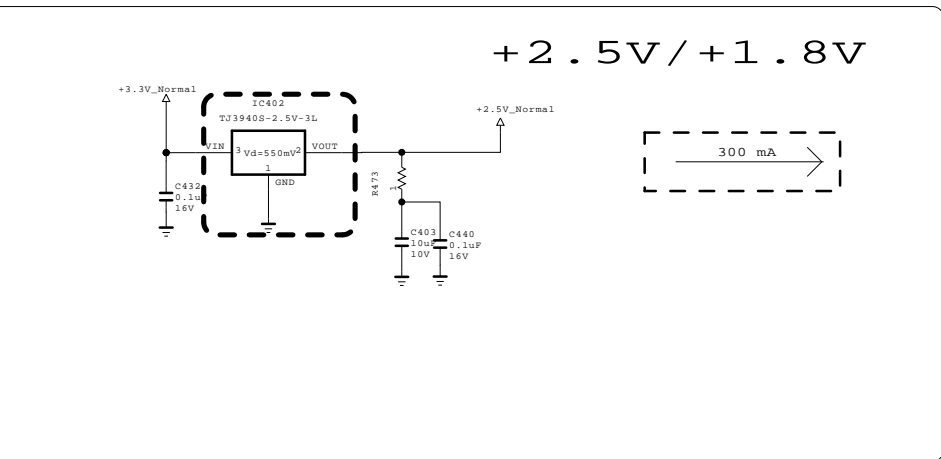 +2.5V/+1.8V
+3.3V_Normal
IC402
TJ3940S-2.5V-3L
+2.5V_Normal
VIN
3
Vd=550mV
2
VOUT
1
GND
300 mA
C432
0.1u
16V
R473
1
C403
10uF
10V
C440
0.1uF
16V